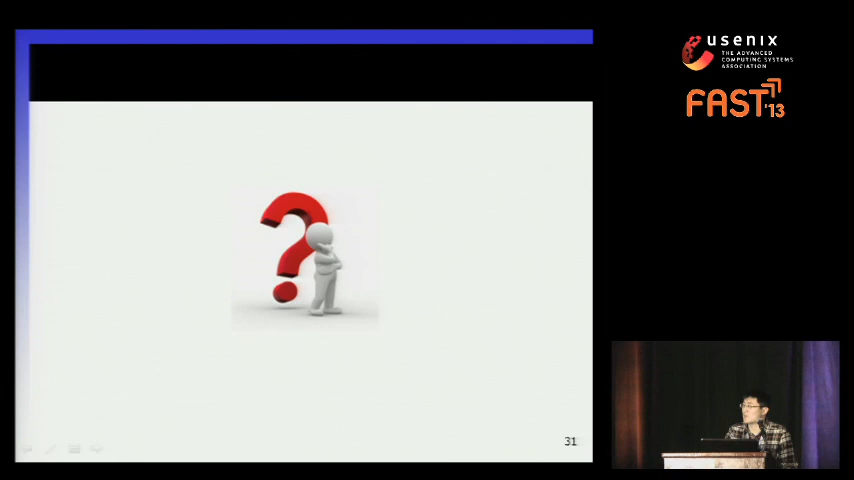 usenix
THE ADVANCED
COMPUTING SYSTEMS
ASSOCIATION
FAST'13
?
31